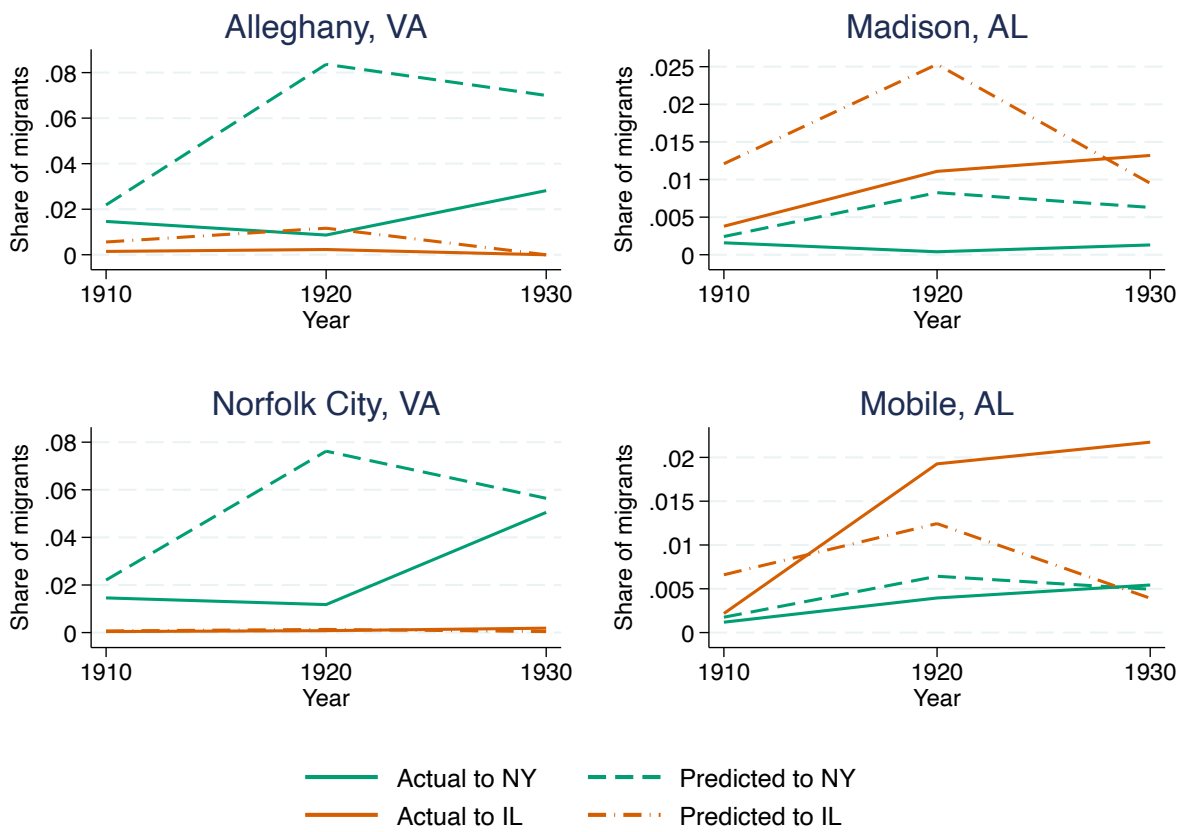 Alleghany, VA
Share of migrants
.08
.06
.04
.02
0
1910 1920 1930
Year
Madison, AL
Share of migrants
.025
.02
.015
.01
.005
0
1910 1920 1930
Year
Norfolk City, VA
Share of migrants
.08
.06
.04
.02
0
1910 1920 1930
Year
Mobile, AL
Share of migrants
.02
.015
.01
.005
0
1910 1920 1930
Year
Actual to NY Predicted to NY
Actual to IL Predicted to IL